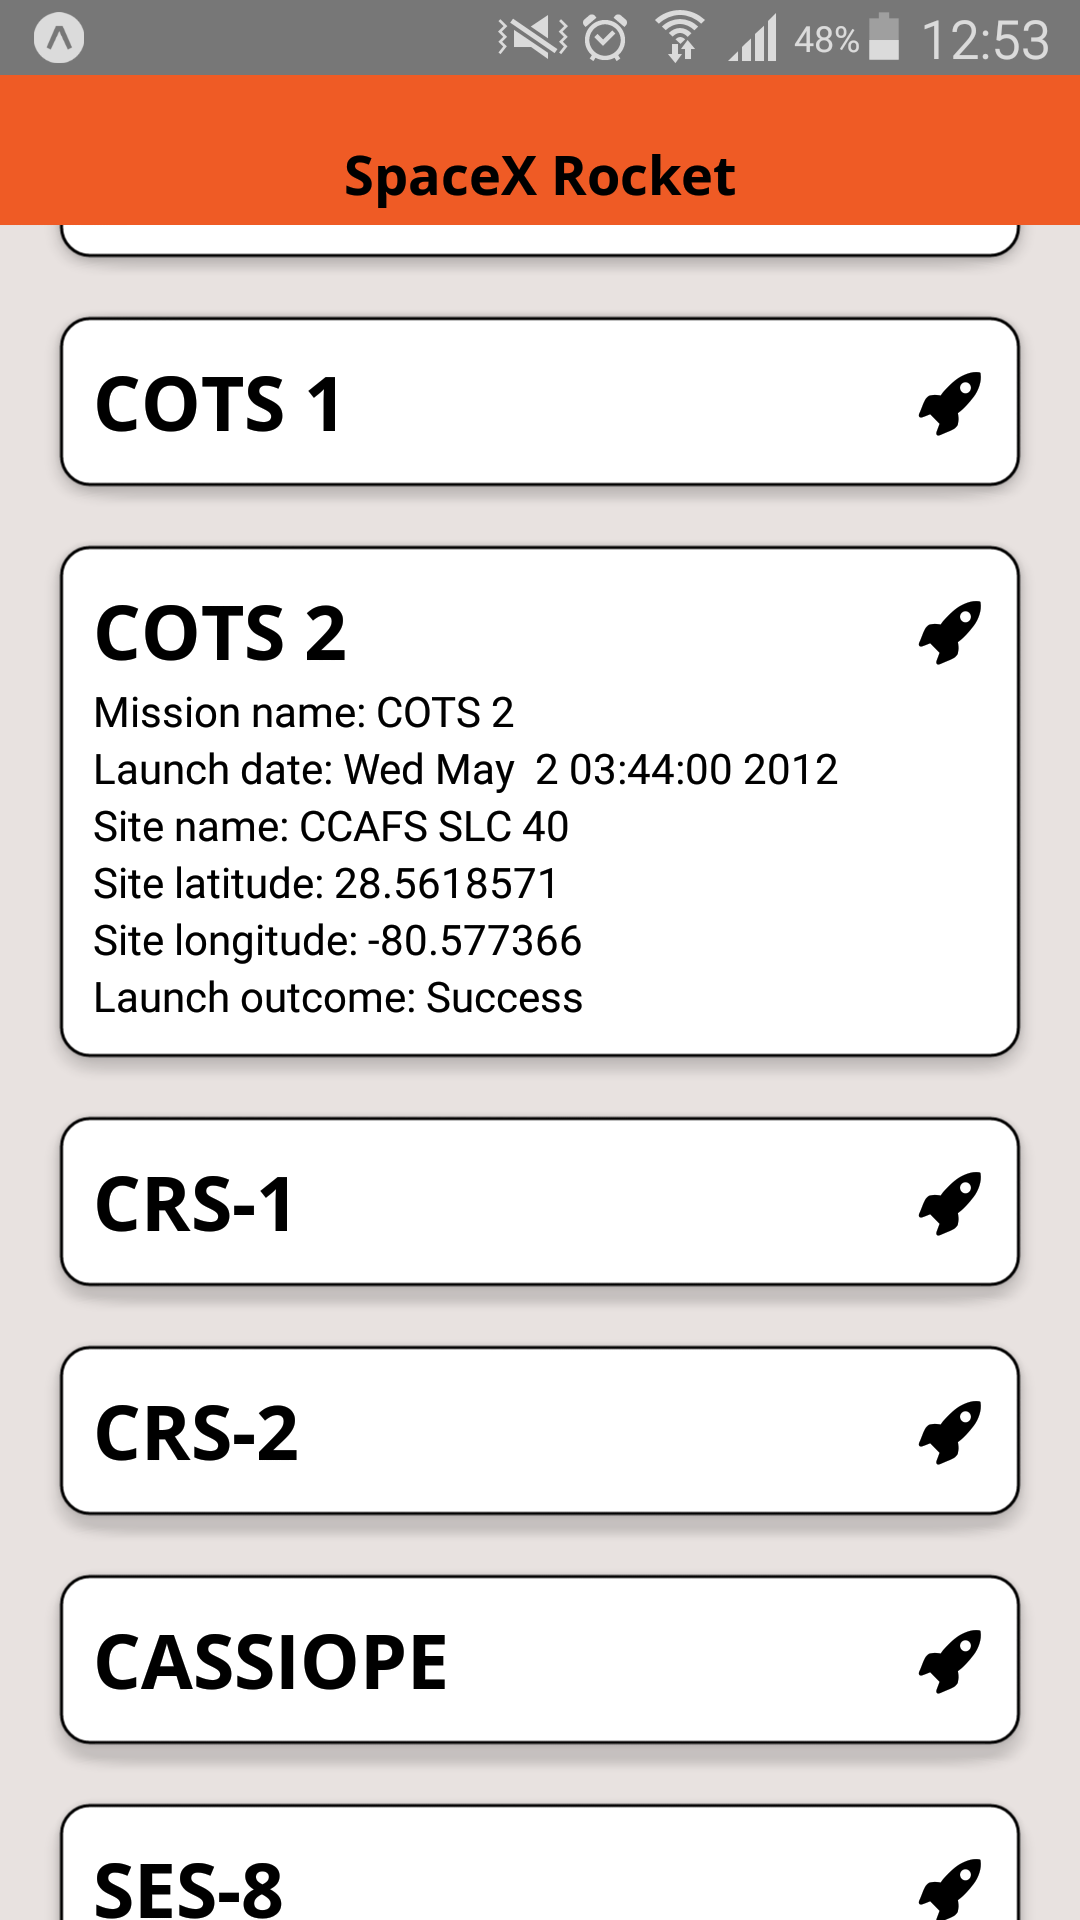 48% 12:53
SpaceX Rocket
COTS 1
COTS 2
Mission name: COTS 2
Launch date: Wed May  2 03:44:00 2012
Site name: CCAFS SLC 40
Site latitude: 28.5618571
Site longitude: -80.577366
Launch outcome: Success
CRS-1
CRS-2
CASSIOPE
SES-8